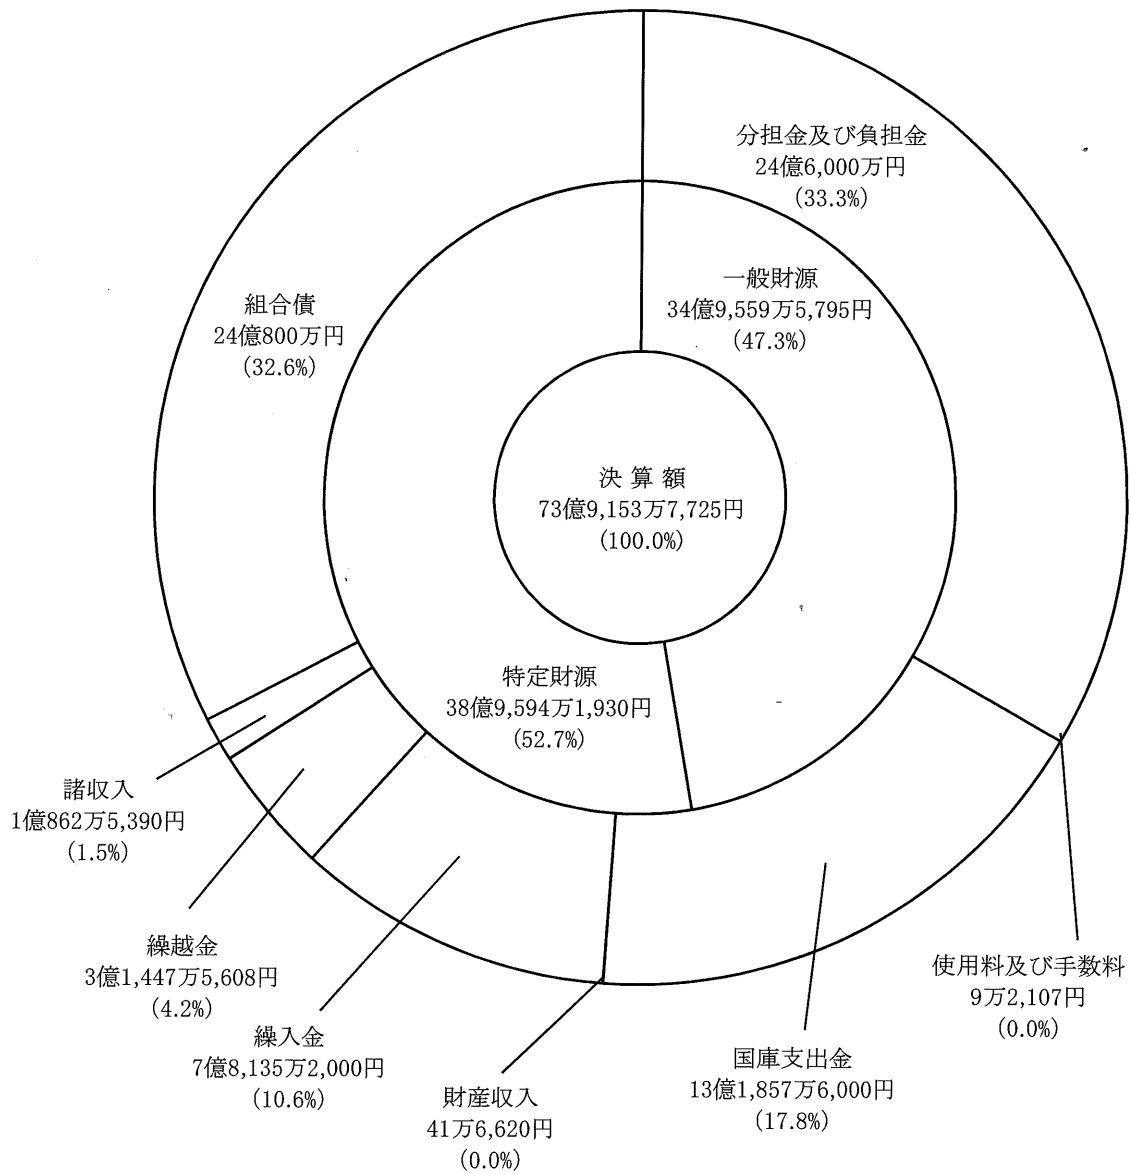 分担金及び負担金
24億6,000万円
(33.3%)
一般財源
34億9,559万5,795円
(47.3%)
組合債
24億800万円
(32.6%)
決算額
73億9,153万7,725円
(100.0%)
特定財源
38億9,594万1,930円
(52.7%)
諸収入
1億862万5,390円
(1.5%)
繰越金
3億1,447万5,608円
(4.2%)
繰入金
7億8,135万2,000円
(10.6%)
財産収入
41万6,620円
(0.0%)
国庫支出金
13億1,857万6,000円
(17.8%)
使用料及び手数料
9万2,107円
(0.0%)